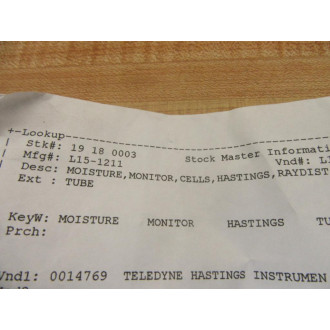 +-Lookup-
Stk#: 19 18 0003 Stock Master
Mfg#: L15-1211 Vnd#:
Desc: MOISTURE,MONITOR,CELLS,HASTINGS,
Ext : TUBE
KeyW: MOISTURE MONITOR HASTINGS
Prch:
Vnd1: 0014769 TELEDYNE HASTINGS INSTRUMEN